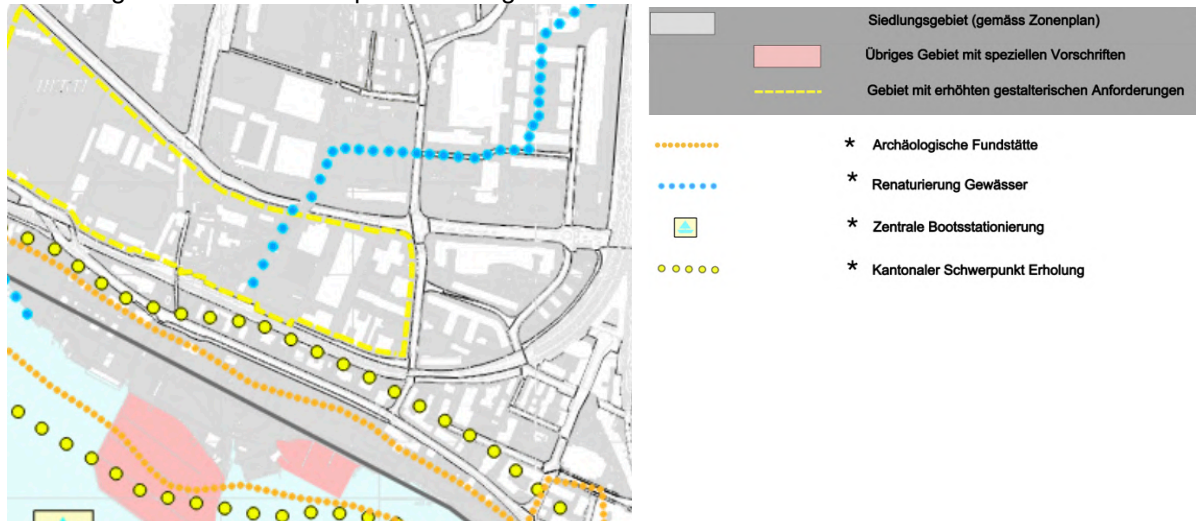 Siedlungsgebiet (gemäss Zonenplan)
Übriges Gebiet mit speziellen Vorschriften
Gebiet mit erhöhten gestalterischen Anforderungen
* Archäologische Fundstätte
* Renaturierung Gewässer
* Zentrale Bootsstationierung
* Kantonaler Schwerpunkt Erholung